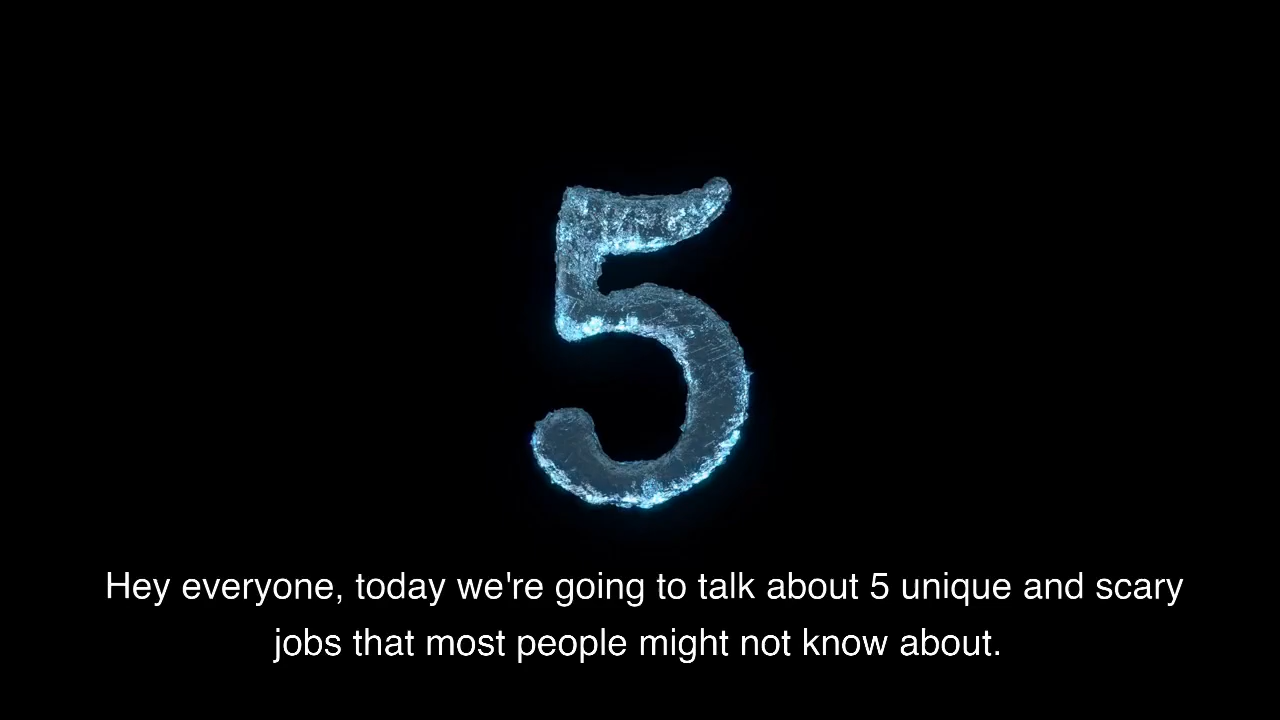 5
Hey everyone, today we're going to talk about 5 unique and scary
jobs that most people might not know about.